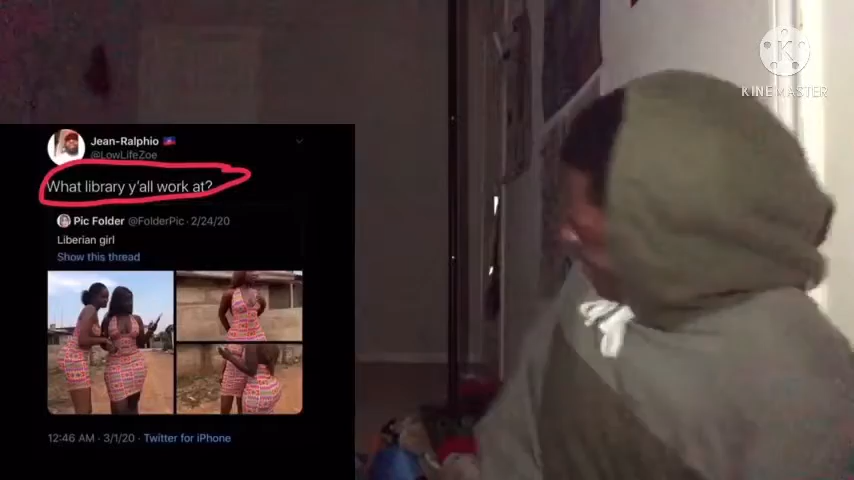 Jean-Ralphio 🇭🇹
@LowLifeZoe
What library y'all work at?
Pic Folder @FolderPic · 2/24/20
Liberian girl
Show this thread
12:46 AM · 3/1/20 · Twitter for iPhone
K
KINEMASTER